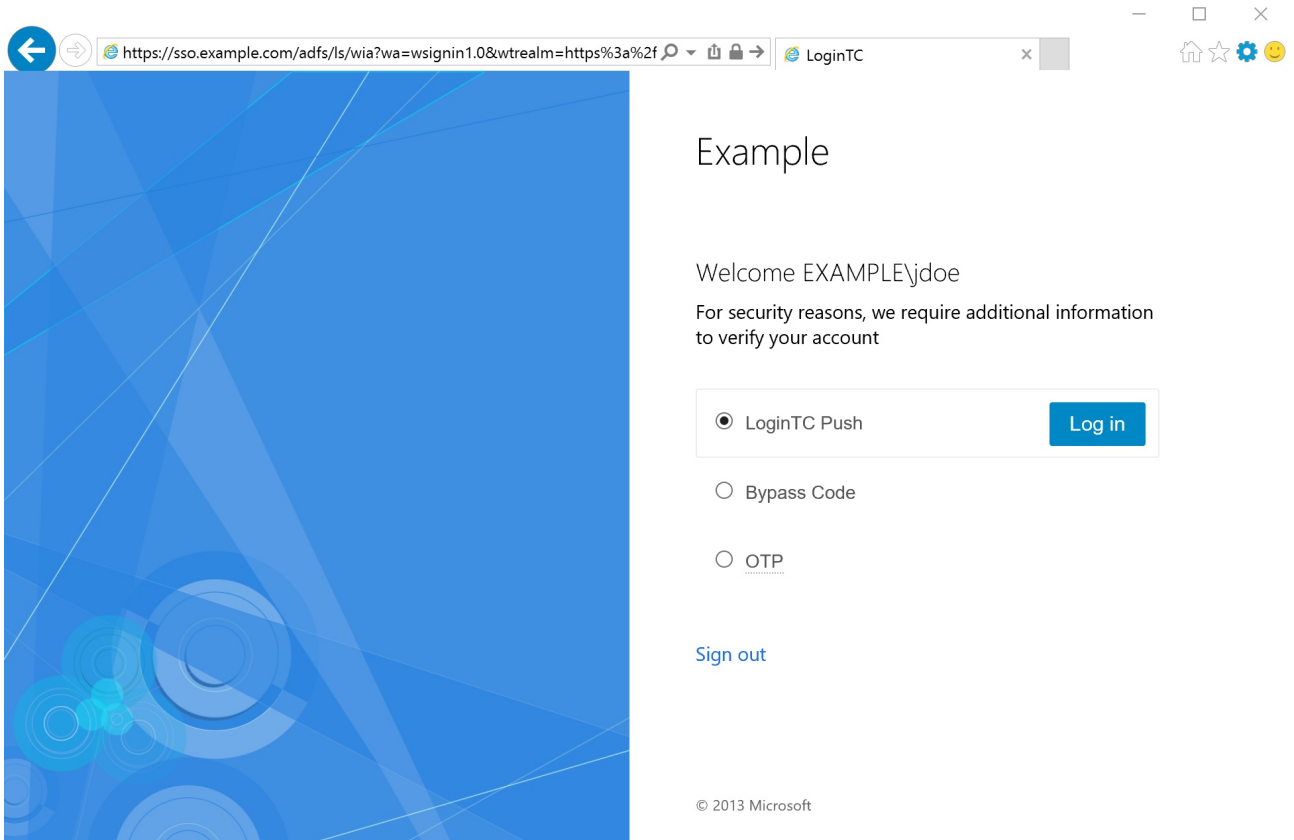 https://sso.example.com/adfs/ls/wia?wa=wsignin1.0&wtrealm=https%3a%2f
LoginTC
Example
Welcome EXAMPLE\jdoe
For security reasons, we require additional information
to verify your account
LoginTC Push
Log in
Bypass Code
OTP
Sign out
© 2013 Microsoft